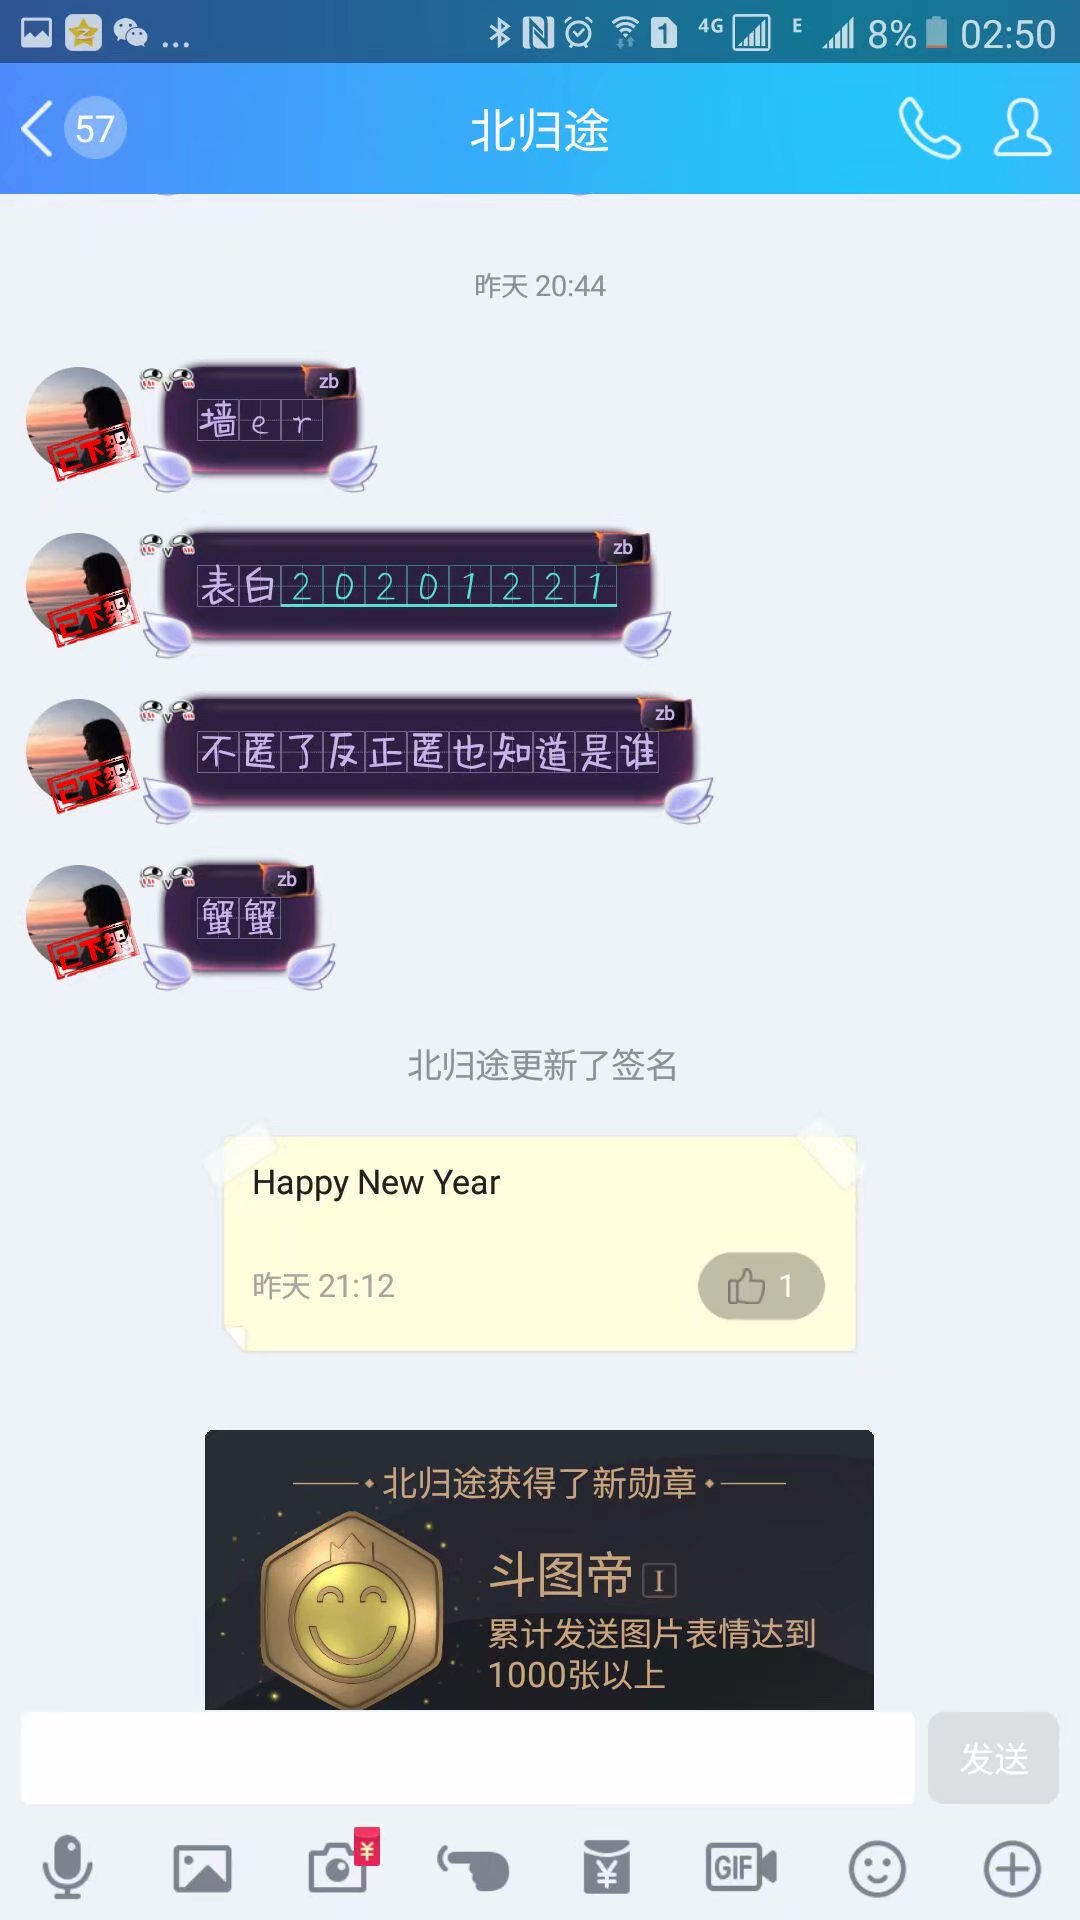 8% 02:50
1 4G E
57
北归途
昨天 20:44
zb
墙er
已下架
zb
表白20201221
已下架
zb
不匿了反正匿也知道是谁
已下架
zb
蟹蟹
已下架
北归途更新了签名
Happy New Year
昨天 21:12
1
北归途获得了新勋章
斗图帝 I
累计发送图片表情达到
1000张以上
发送
¥
¥
GIF